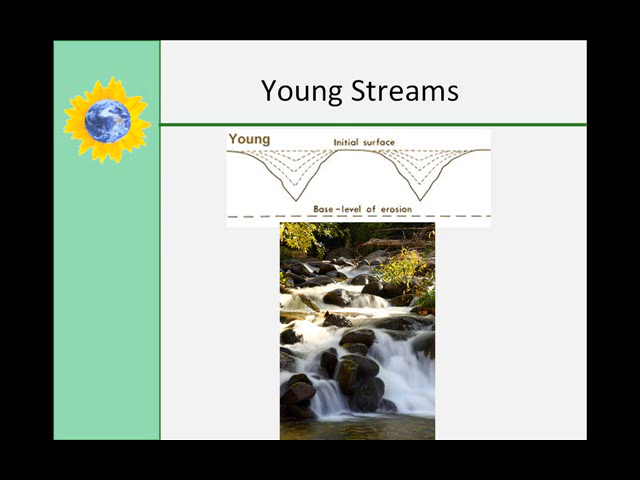 Young Streams
Young
Initial surface
Base-level of erosion